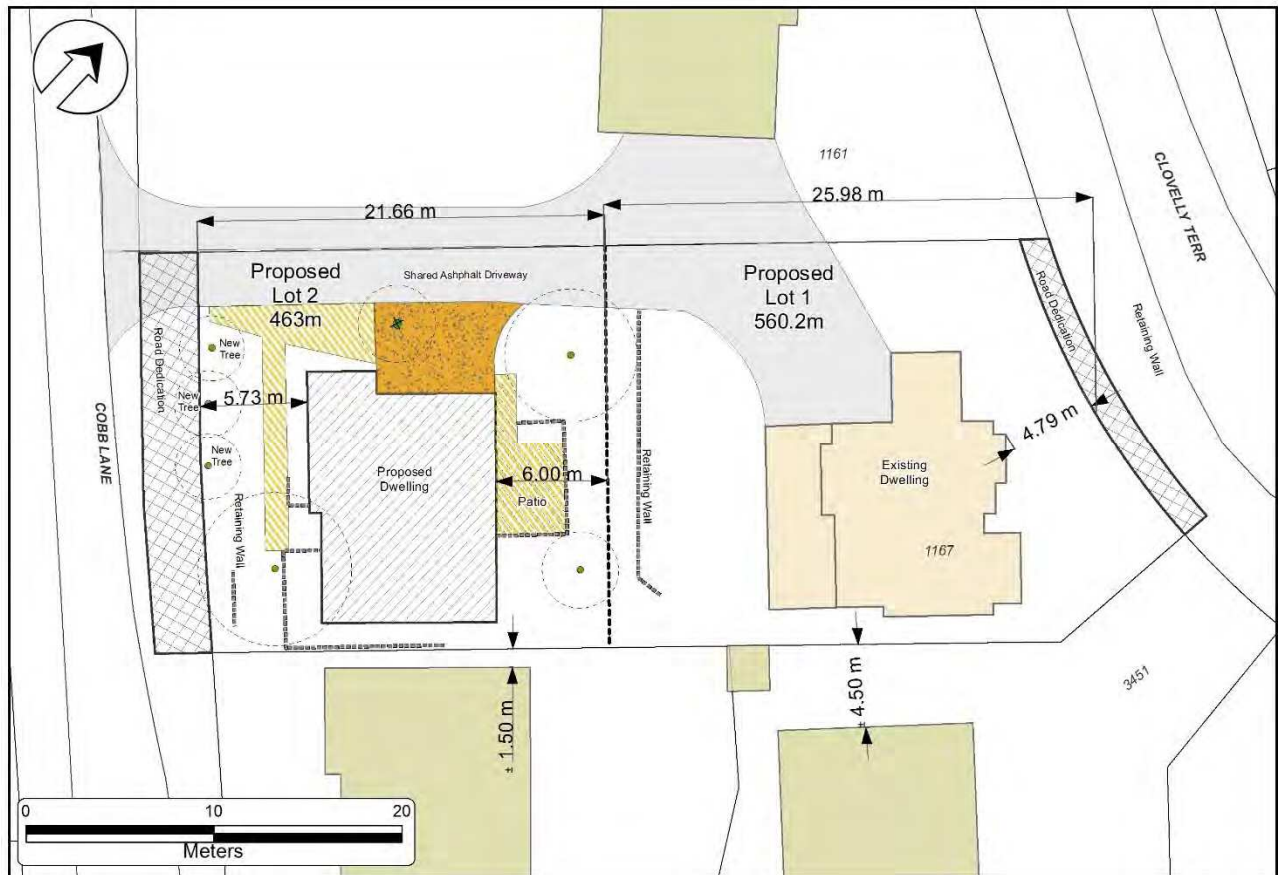 1161
CLOVELLY TERR
25.98 m
21.66 m
Proposed
Lot 2
463m
Shared Ashphalt Driveway
Proposed
Lot 1
560.2m
Road Dedication
Retaining Wall
Road Dedication
New
Tree
New
Tree
5.73 m
New
Tree
COBB LANE
Retaining Wall
Proposed
Dwelling
6.00 m
Patio
Retaining Wall
Existing
Dwelling
1167
4.79 m
± 1.50 m
± 4.50 m
3451
0 10 20
Meters